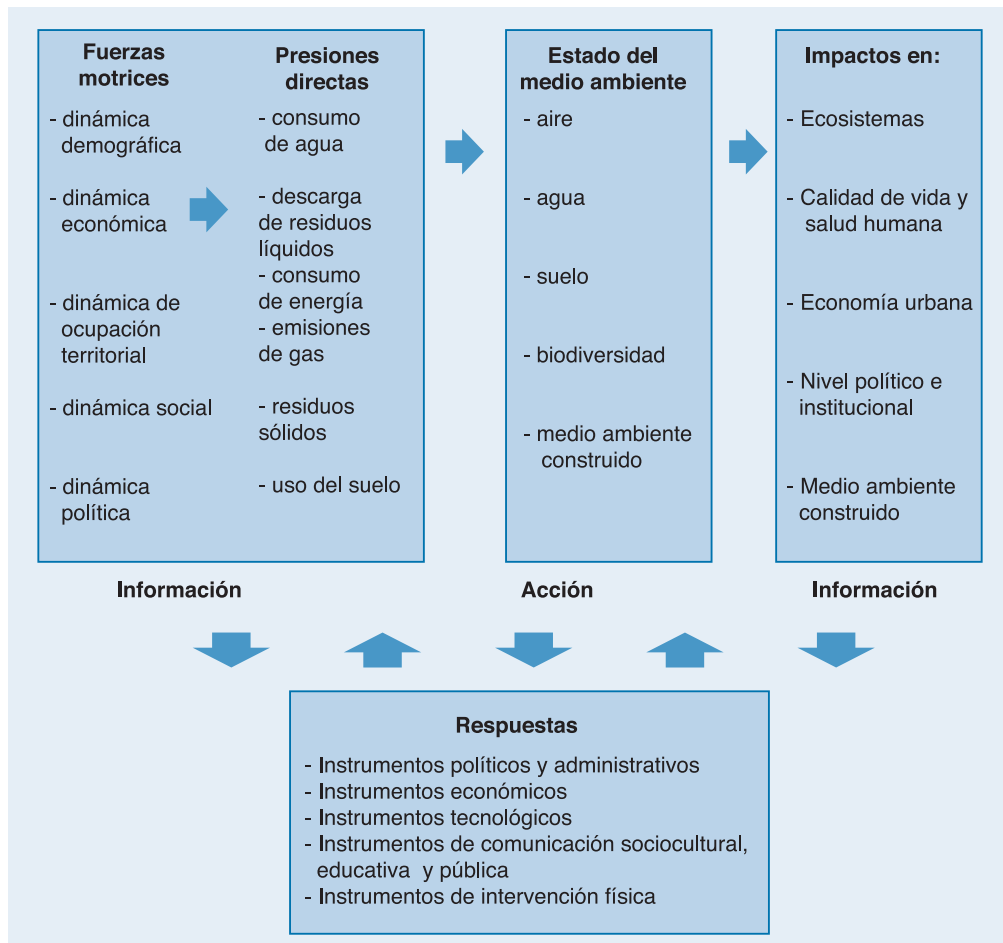 Fuerzas
motrices
- dinámica
demográfica
- dinámica
económica
- dinámica de
ocupación
territorial
- dinámica social
- dinámica
política
Presiones
directas
- consumo
de agua
- descarga
de residuos
líquidos
- consumo
de energía
- emisiones
de gas
- residuos
sólidos
- uso del suelo
Estado del
medio ambiente
- aire
- agua
- suelo
- biodiversidad
- medio ambiente
construido
Impactos en:
- Ecosistemas
- Calidad de vida y
salud humana
- Economía urbana
- Nivel político e
institucional
- Medio ambiente
construido
Información
Acción
Información
Respuestas
- Instrumentos políticos y administrativos
- Instrumentos económicos
- Instrumentos tecnológicos
- Instrumentos de comunicación sociocultural,
educativa y pública
- Instrumentos de intervención física